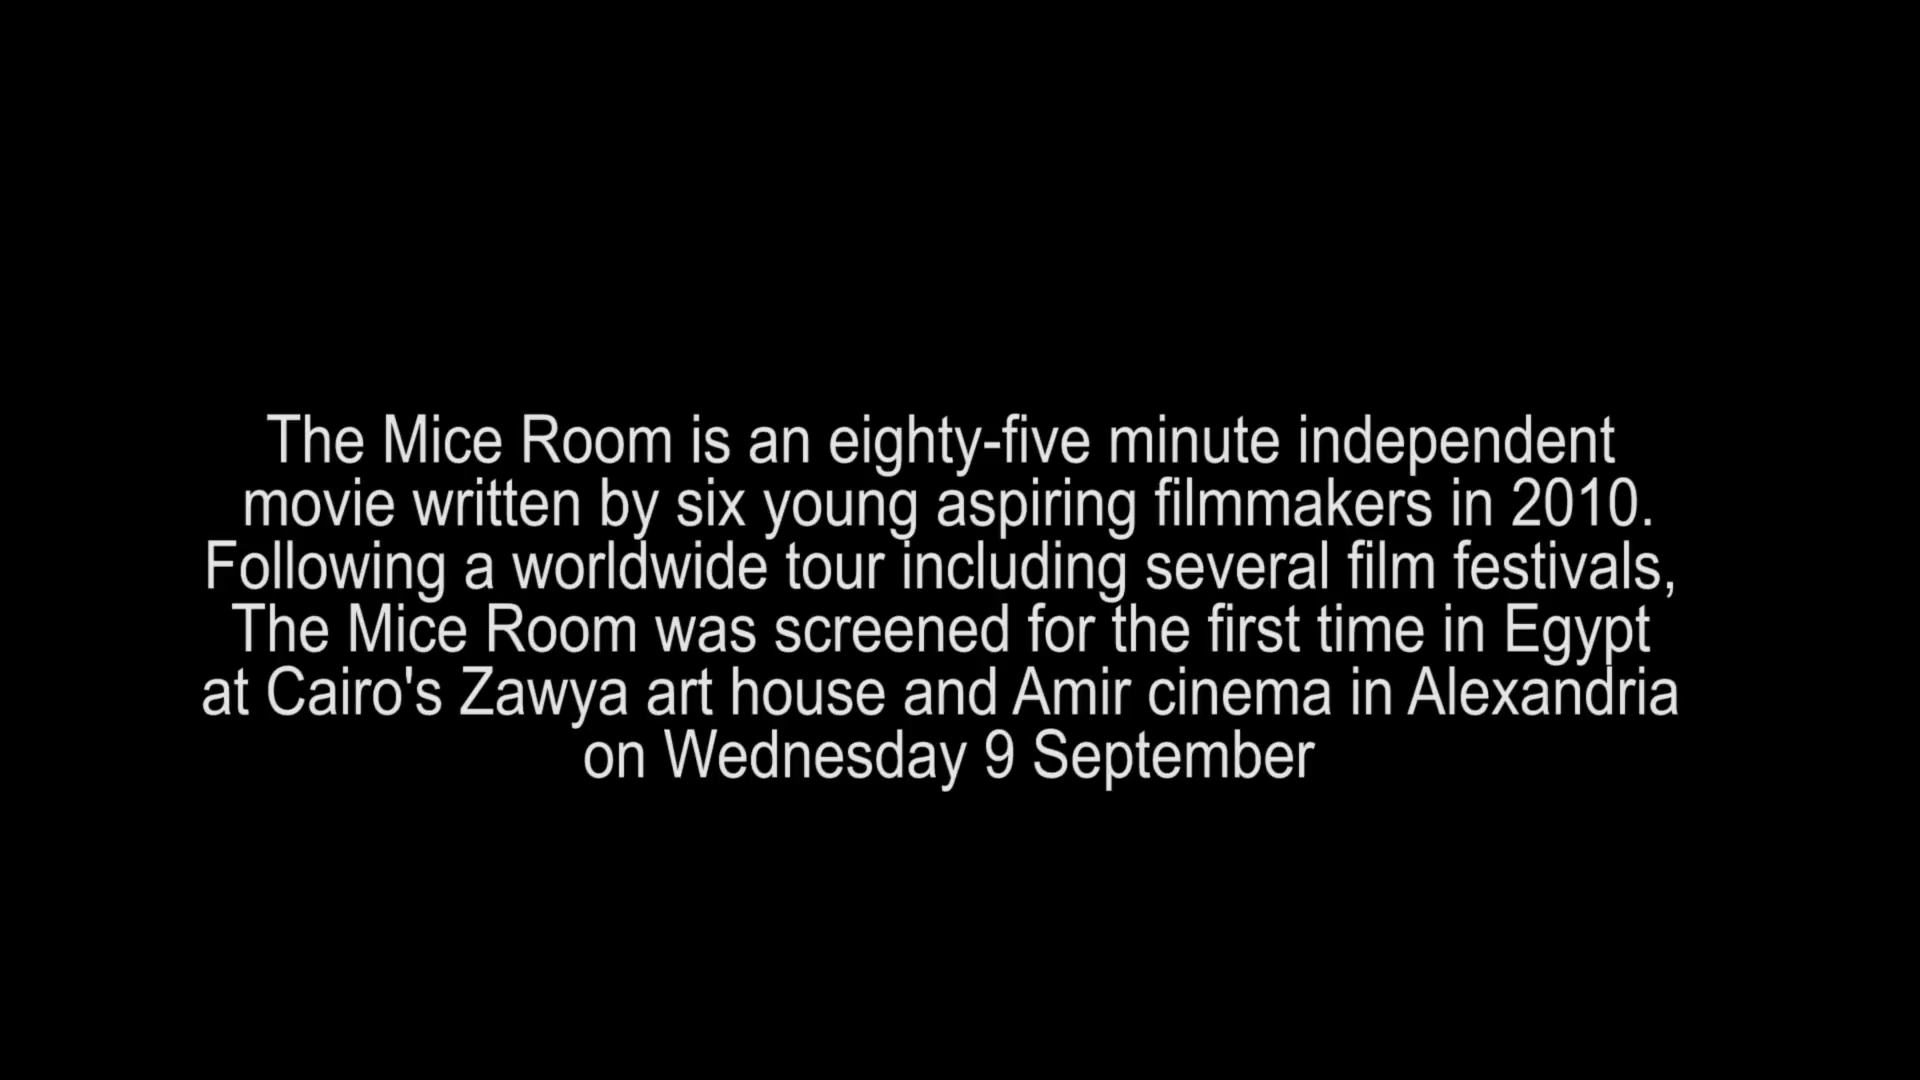 The Mice Room is an eighty-five minute independent
movie written by six young aspiring filmmakers in 2010.
Following a worldwide tour including several film festivals,
The Mice Room was screened for the first time in Egypt
at Cairo's Zawya art house and Amir cinema in Alexandria
on Wednesday 9 September